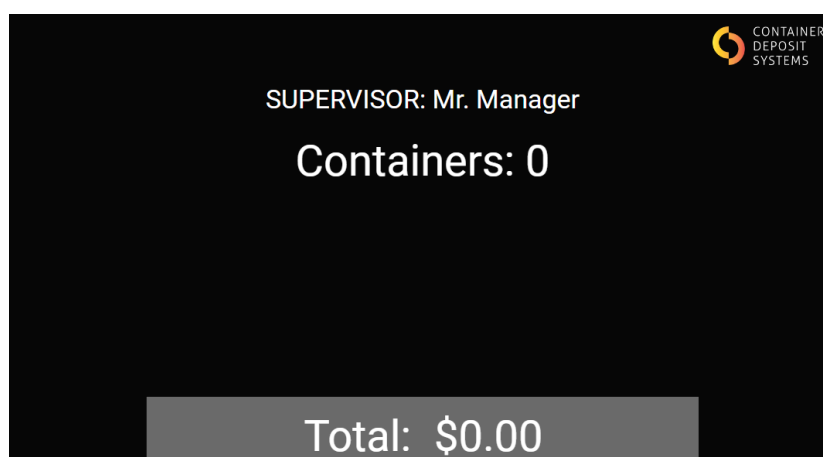 CONTAINER
DEPOSIT
SYSTEMS
SUPERVISOR: Mr. Manager
Containers: 0
Total: $0.00